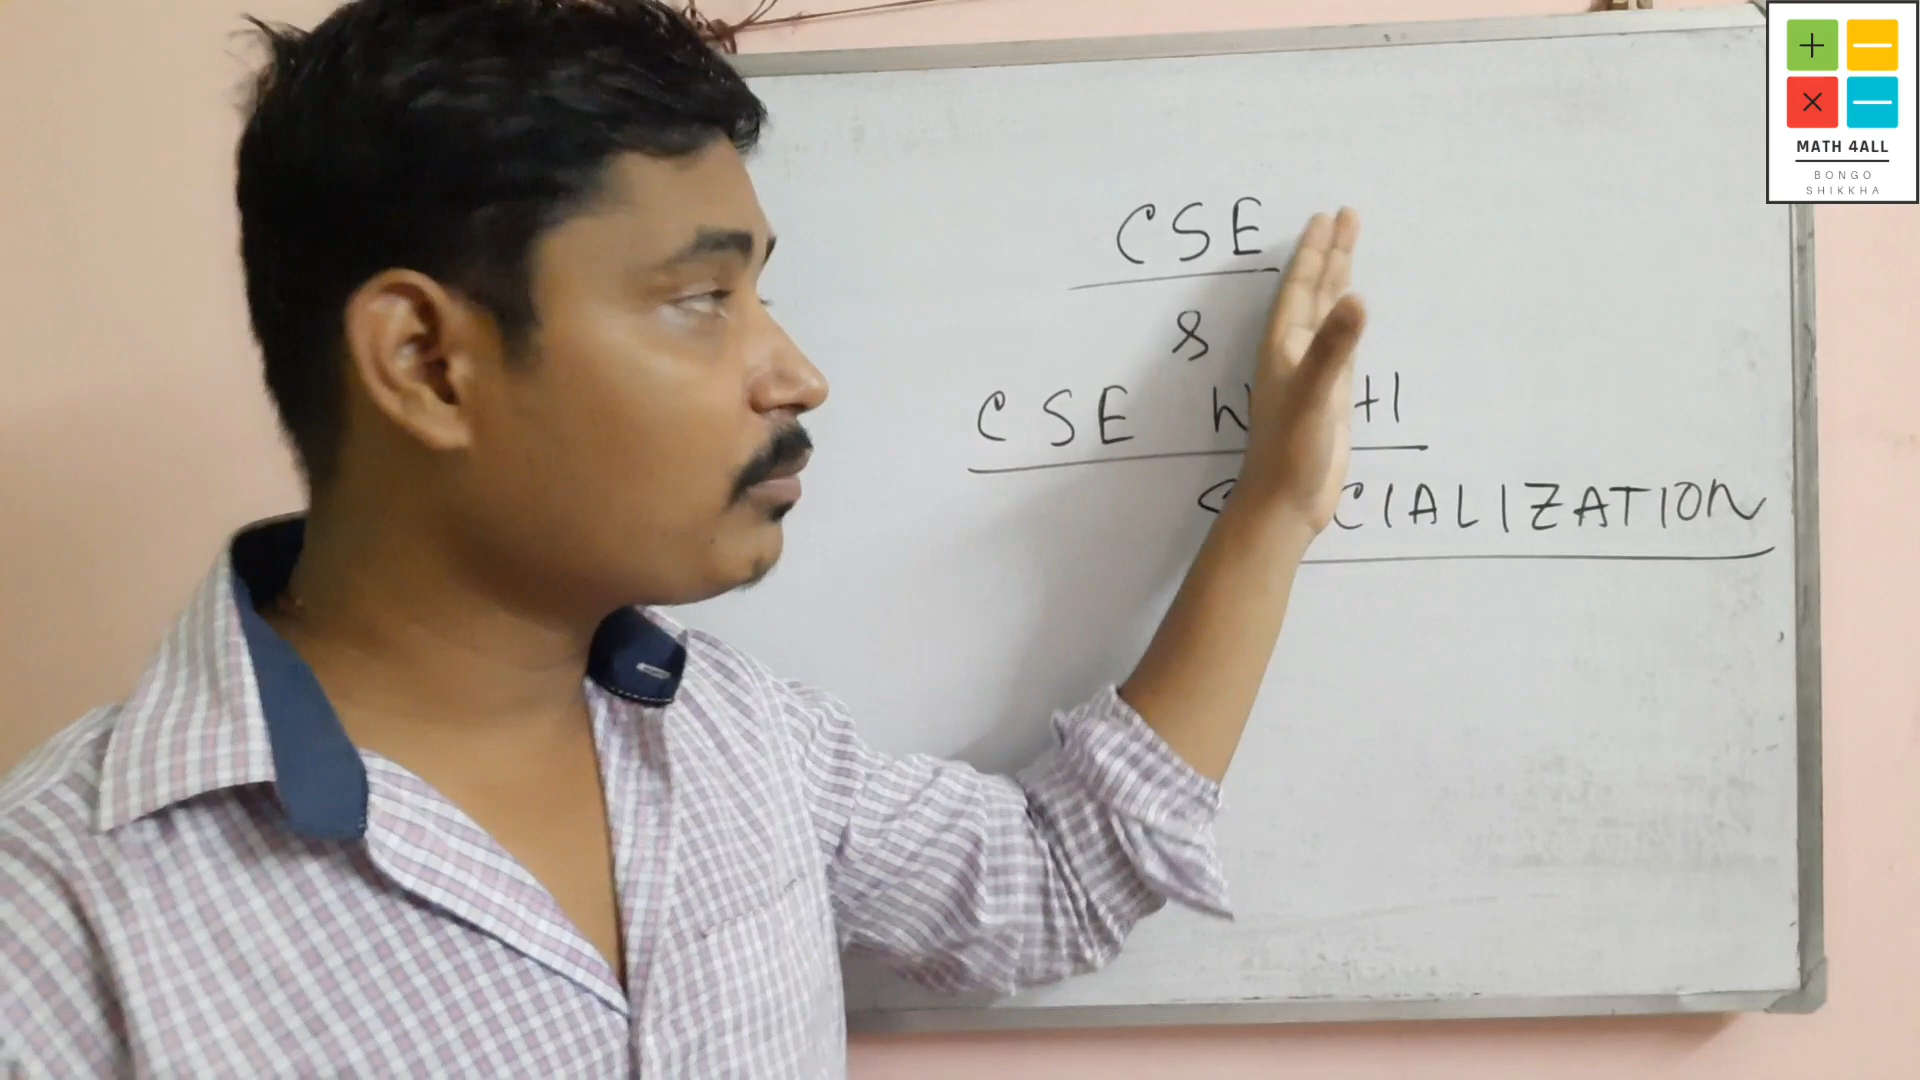 CSE
&
CSE
CIALIZATION
MATH 4ALL
BONGO
SHIKKHA